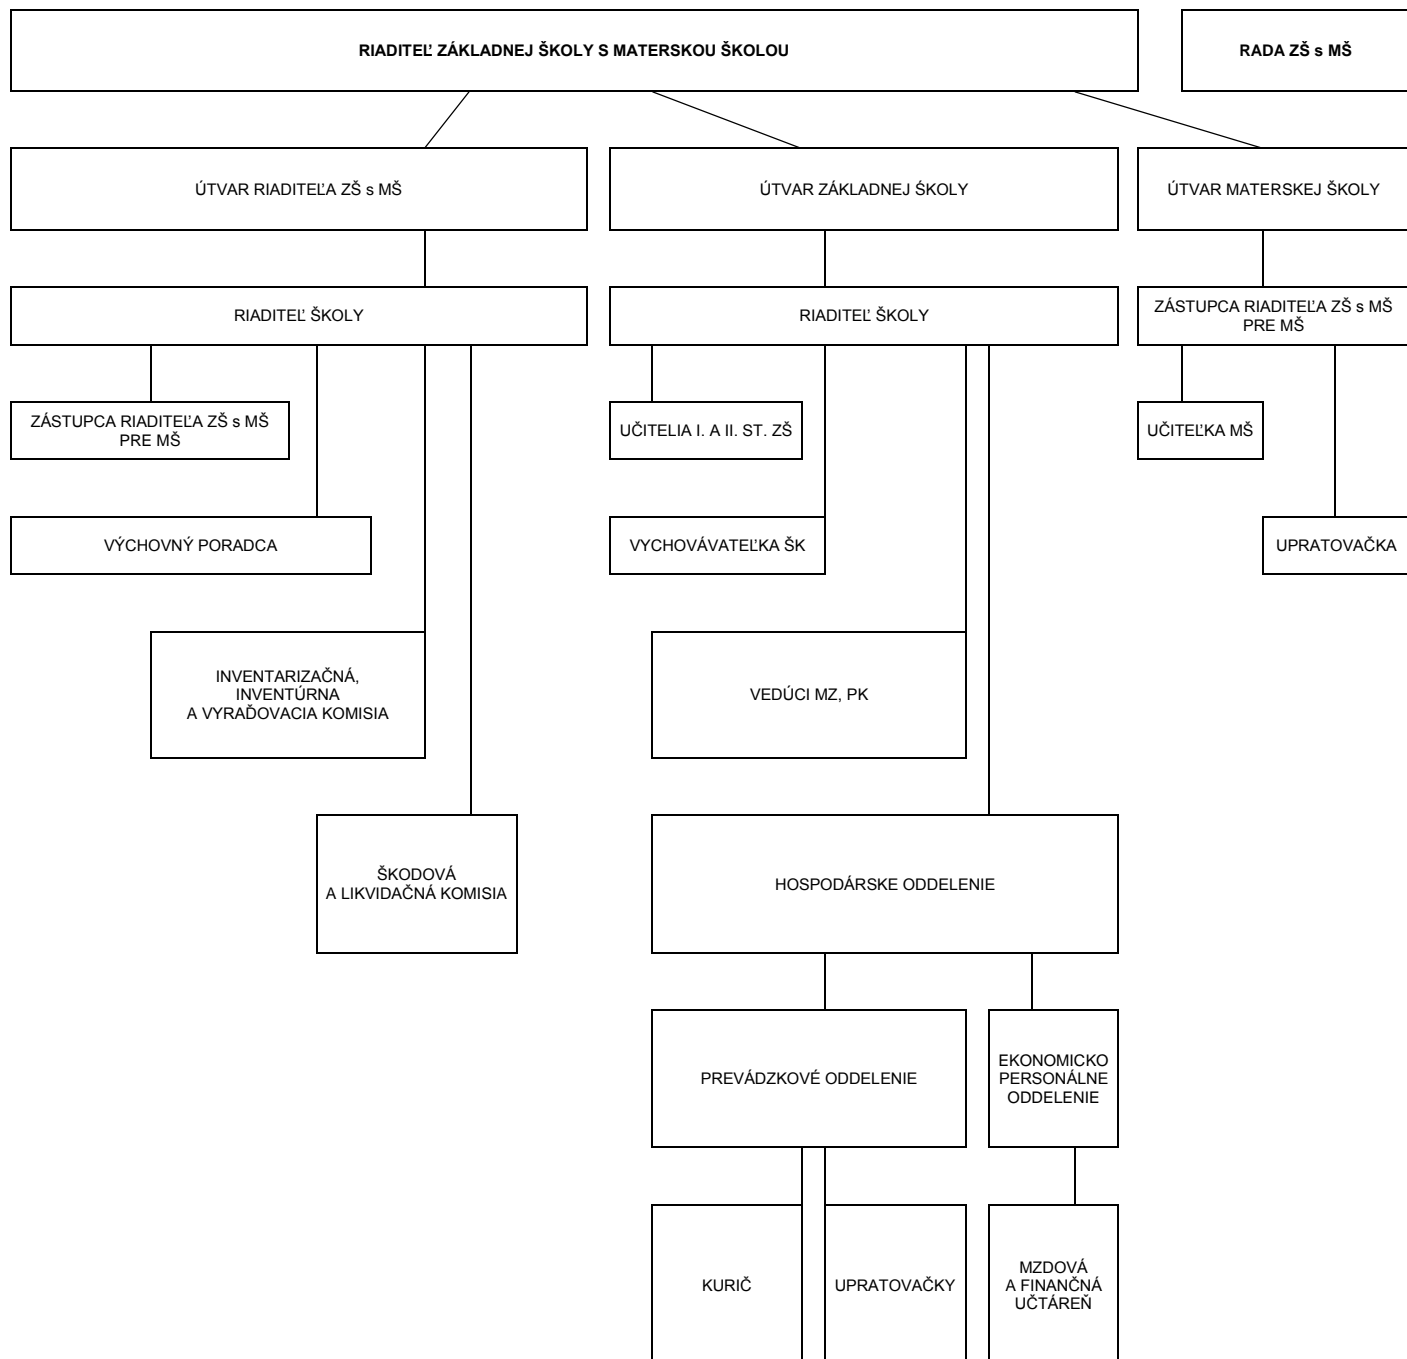 RIADITEĽ ZÁKLADNEJ ŠKOLY S MATERSKOU ŠKOLOU
RADA ZŠ s MŠ
ÚTVAR RIADITEĽA ZŠ s MŠ
ÚTVAR ZÁKLADNEJ ŚKOLY
ÚTVAR MATERSKEJ ŠKOLY
RIADITEĽ ŠKOLY
RIADITEĽ ŠKOLY
ZÁSTUPCA RIADITEĽA ZŠ s MŠ
PRE MŠ
ZÁSTUPCA RIADITEĽA ZŠ s MŠ
PRE MŠ
UČITELIA I. A II. ST. ZŠ
UČITEĽKA MŠ
VÝCHOVNÝ PORADCA
VYCHOVÁVATEĽKA ŠK
UPRATOVAČKA
INVENTARIZAČNÁ,
INVENTÚRNA
A VYRAĎOVACIA KOMISIA
VEDÚCI MZ, PK
ŠKODOVÁ
A LIKVIDAČNÁ KOMISIA
HOSPODÁRSKE ODDELENIE
PREVÁDZKOVÉ ODDELENIE
EKONOMICKO
PERSONÁLNE
ODDELENIE
KURIČ
UPRATOVAČKY
MZDOVÁ
A FINANČNÁ
UČTÁREŇ